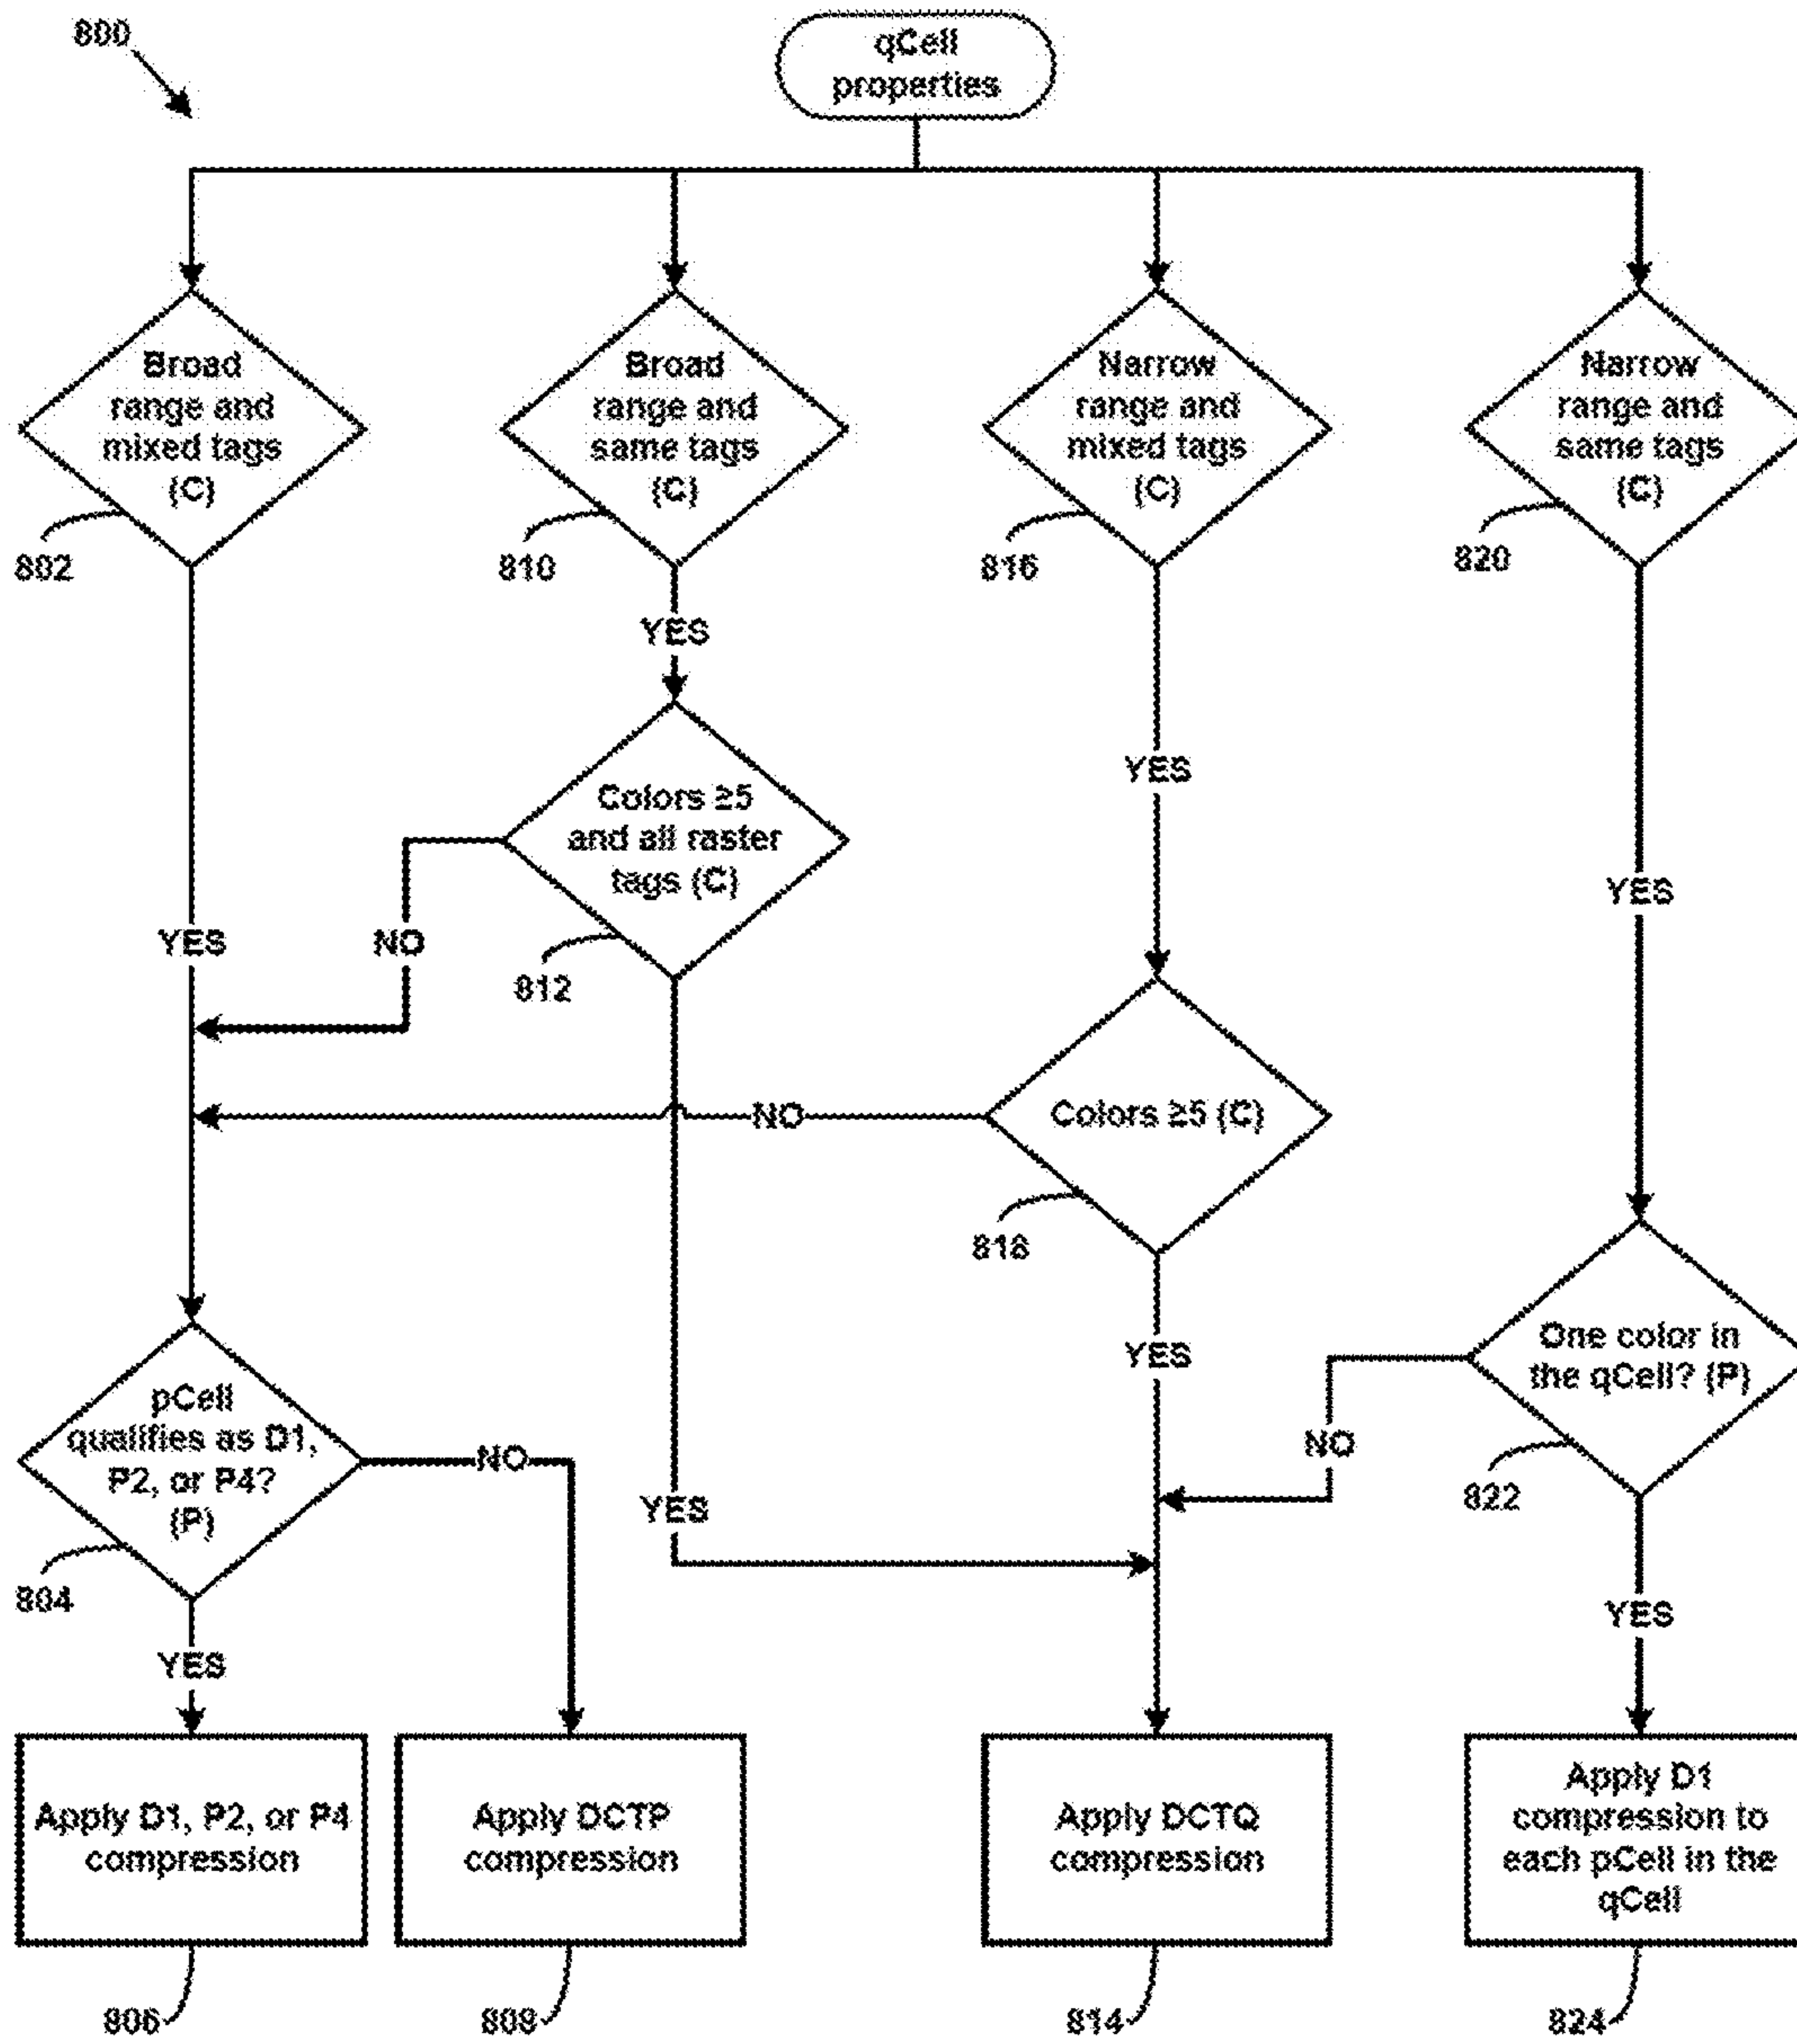 800
qCell
properties
Broad
range and
mixed tags
(C)
802
Broad
range and
same tags
(C)
810
Narrow
range and
mixed tags
(C)
816
Narrow
range and
same tags
(C)
820
YES
Colors ≥5
and all raster
tags (C)
812
YES
YES
YES
NO
Colors ≥5 (C)
818
NO
One color in
the qCell? (P)
822
YES
NO
pCell
qualifies as D1,
P2, or P4?
(P)
804
NO
YES
YES
YES
Apply D1, P2, or P4
compression
806
Apply DCTP
compression
808
Apply DCTQ
compression
814
Apply D1
compression to
each pCell in the
qCell
824